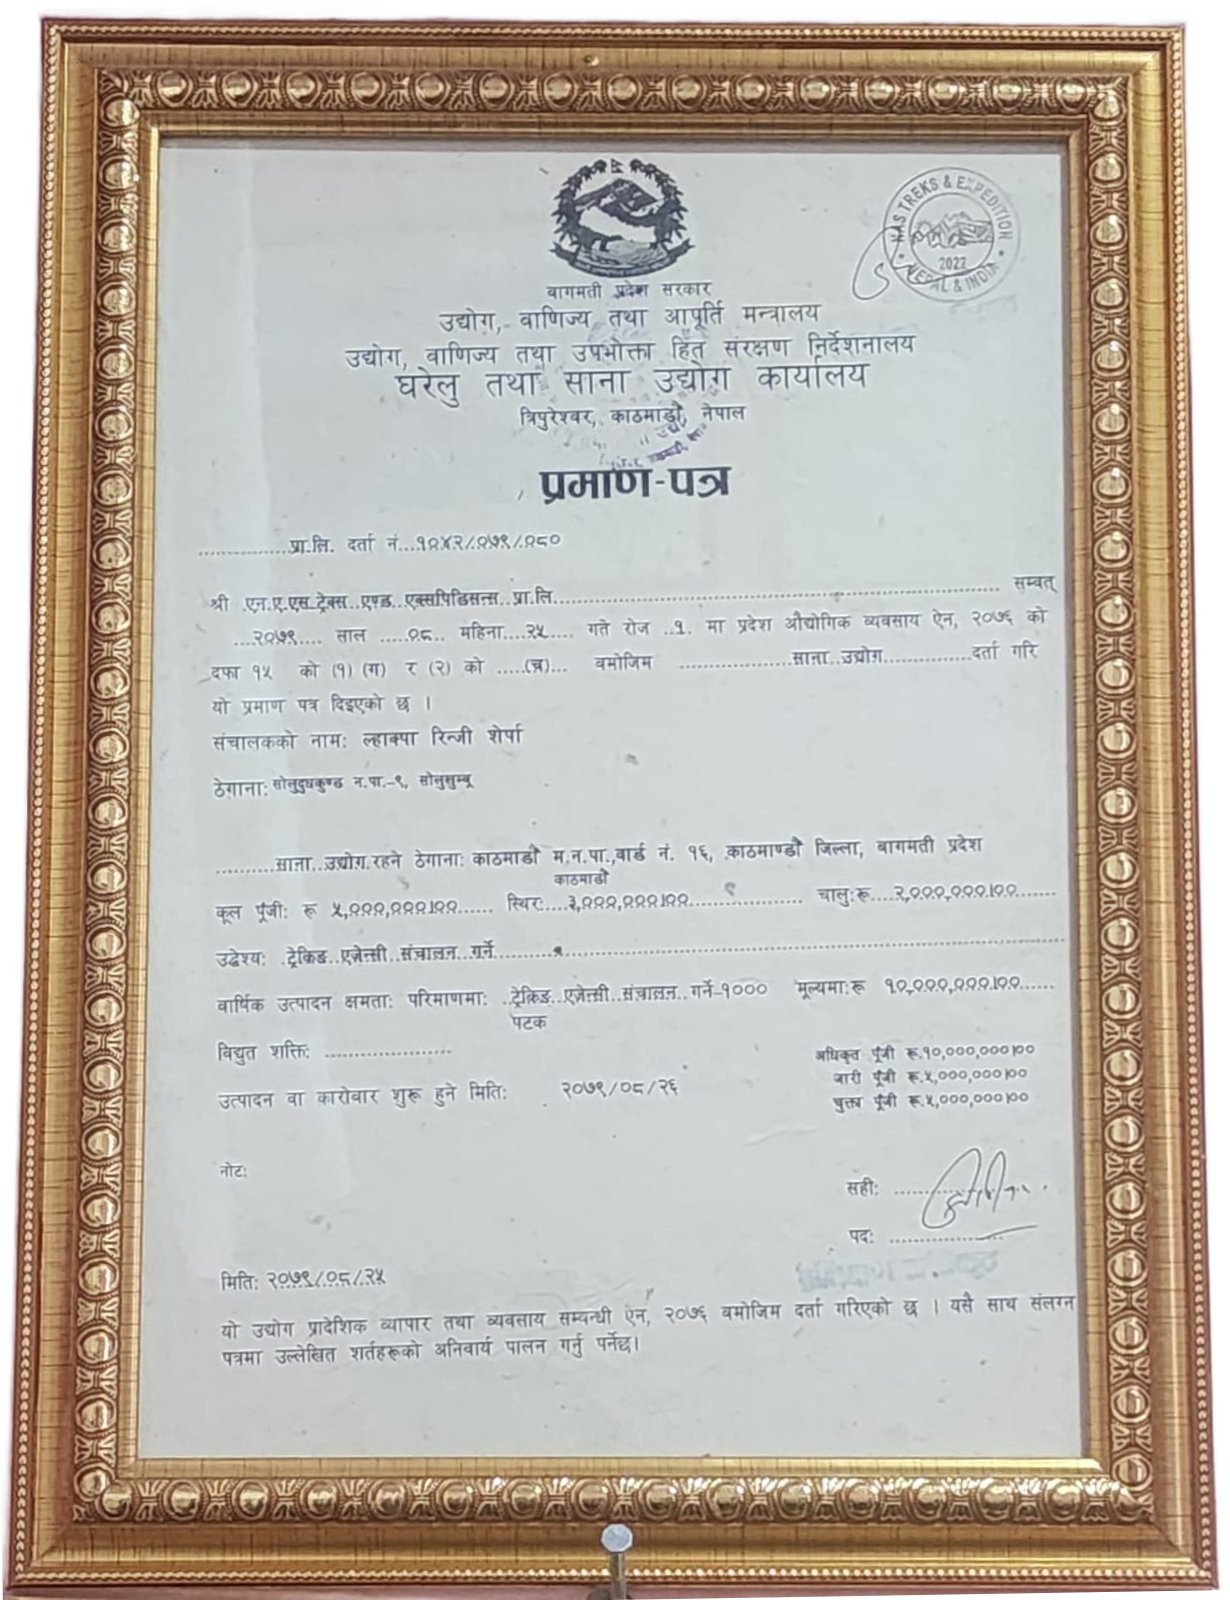 NAS TREKS & EXPEDITION
2022
NEPAL & INDIA
बागमती प्रदेश सरकार
उद्योग, वाणिज्य तथा आपूर्ति मन्त्रालय
उद्योग, वाणिज्य तथा उपभोक्ता हित संरक्षण निर्देशनालय
घरेलु तथा साना उद्योग कार्यालय
त्रिपुरेश्वर, काठमाडौं, नेपाल
प्रमाण-पत्र
................प्रा.लि. दर्ता नं...१२४२/.०७९/.०८०
श्री .एन.ए.एस.ट्रेक्स..एण्ड..एक्सपिडिसन्स..प्रा.लि............................................................ सम्वत्
....२०७९.... साल .....०८.. महिना....२५..... गते रोज ..१. मा प्रदेश औद्योगिक व्यवसाय ऐन, २०७६ को
दफा १५ को (१) (ग) र (२) को .....(च)... बमोजिम ....................साना..उद्योग...............दर्ता गरि
यो प्रमाण पत्र दिइएको छ ।
संचालकको नाम: ल्हाक्पा रिन्जी शेर्पा
ठेगाना: सोलुदुधकुण्ड न.पा.-९, सोलुखुम्बू
...........साना..उद्योग.रहने ठेगाना: काठमाडौं म.न.पा.,वार्ड नं. १६, काठमाण्डौ जिल्ला, बागमती प्रदेश
काठमाडौं
कूल पूँजी: रू ५,०००,०००।००...... स्थिर:....३,०००,०००।००.................... चालु:रू....२,०००,०००।००.......
उद्देश्य: .ट्रेकिङ..एजेन्सी..संचालन..गर्ने......................................................................
वार्षिक उत्पादन क्षमता: परिमाणमा: ..ट्रेकिङ..एजेन्सी..संचालन..गर्ने-१००० मूल्यमा:रू १०,०००,०००।००......
पटक
विद्युत शक्ति: ......................
अधिकृत पूँजी रू.१०,०००,०००।००
जारी पूँजी रू.५,०००,०००।००
उत्पादन वा कारोवार शुरू हुने मिति: २०७९/०८/२६
चुक्ता पूँजी रू.५,०००,०००।००
नोट:
सही: ............
पद: ...................
मिति: २०७९/०८/२५
यो उद्योग प्रादेशिक व्यापार तथा व्यवसाय सम्वन्धी ऐन, २०७६ बमोजिम दर्ता गरिएको छ । यसै साथ संलग्न
पत्रमा उल्लेखित शर्तहरूको अनिवार्य पालन गर्नु पर्नेछ।